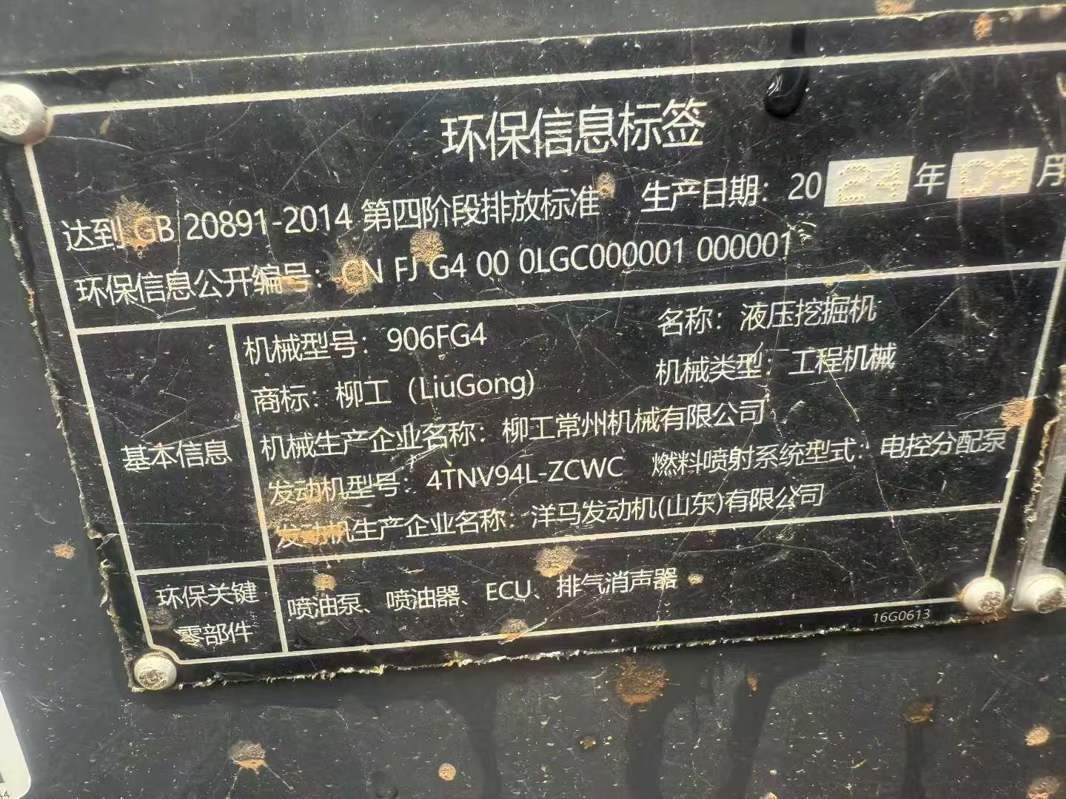 环保信息标签
达到 GB 20891-2014 第四阶段排放标准 生产日期：2024年09月
环保信息公开编号：CN FJ G4 00 0LGC000001 000001
基本信息
机械型号：906FG4 名称：液压挖掘机
商标：柳工（LiuGong） 机械类型：工程机械
机械生产企业名称：柳工常州机械有限公司
发动机型号：4TNV94L-ZCWC 燃料喷射系统型式：电控分配泵
发动机生产企业名称：洋马发动机(山东)有限公司
环保关键
零部件
喷油泵、喷油器、ECU、排气消声器
16G0613